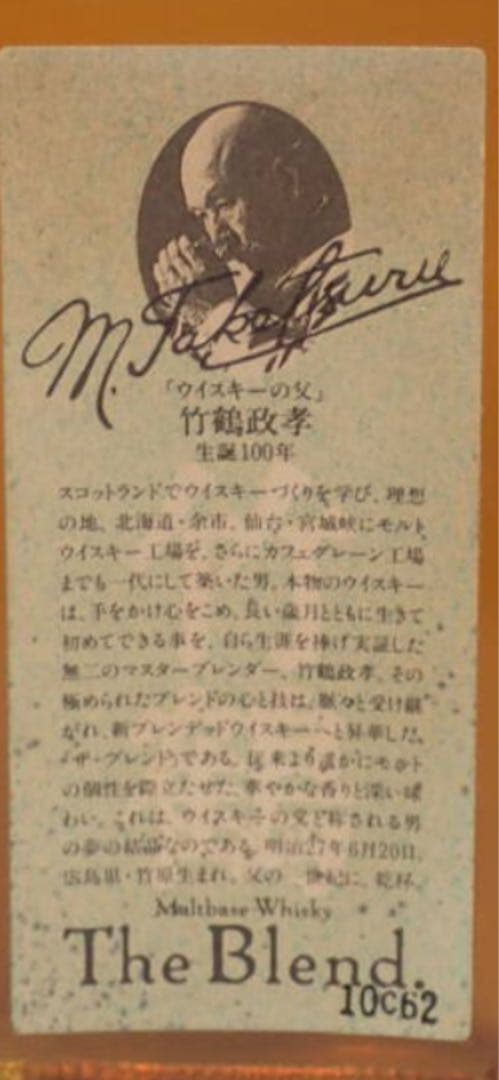 M. Taketsuru
「ウイスキーの父」
竹鶴政孝
生誕100年
スコットランドでウイスキーづくりを学び、理想
の地、北海道・余市、仙台・宮城峡にモルト
ウイスキー工場を、さらにカフェグレーン工場
までも一代にして築いた男。本物のウイスキー
は、手をかけ心をこめ、良い歳月とともに生きて
初めてできる事を、自ら生涯を捧げ実証した
無二のマスターブレンダー、竹鶴政孝。その
極められたブレンドの心と技は、脈々と受け継
がれ、新ブレンデッドウイスキーへと昇華した。
「ザ・ブレンド」である。従来より遥かにモルト
の個性を際立たせた、華やかな香りと深い味
わい。これは、ウイスキーの父と称される男
の夢の結晶なのである。明治27年6月20日、
広島県・竹原生まれ。父の一世紀に、乾杯。
Maltbase Whisky
The Blend.
10C62